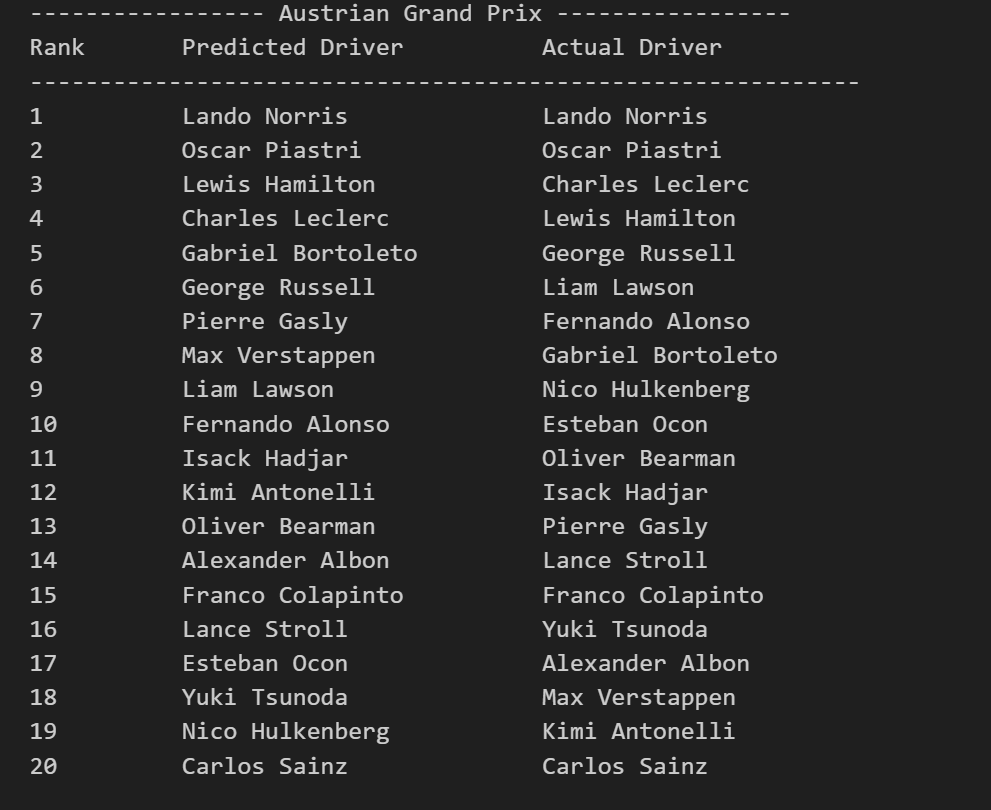 ----------------- Austrian Grand Prix -----------------
Rank Predicted Driver Actual Driver
------------------------------------------------------------
1 Lando Norris Lando Norris
2 Oscar Piastri Oscar Piastri
3 Lewis Hamilton Charles Leclerc
4 Charles Leclerc Lewis Hamilton
5 Gabriel Bortoleto George Russell
6 George Russell Liam Lawson
7 Pierre Gasly Fernando Alonso
8 Max Verstappen Gabriel Bortoleto
9 Liam Lawson Nico Hulkenberg
10 Fernando Alonso Esteban Ocon
11 Isack Hadjar Oliver Bearman
12 Kimi Antonelli Isack Hadjar
13 Oliver Bearman Pierre Gasly
14 Alexander Albon Lance Stroll
15 Franco Colapinto Franco Colapinto
16 Lance Stroll Yuki Tsunoda
17 Esteban Ocon Alexander Albon
18 Yuki Tsunoda Max Verstappen
19 Nico Hulkenberg Kimi Antonelli
20 Carlos Sainz Carlos Sainz